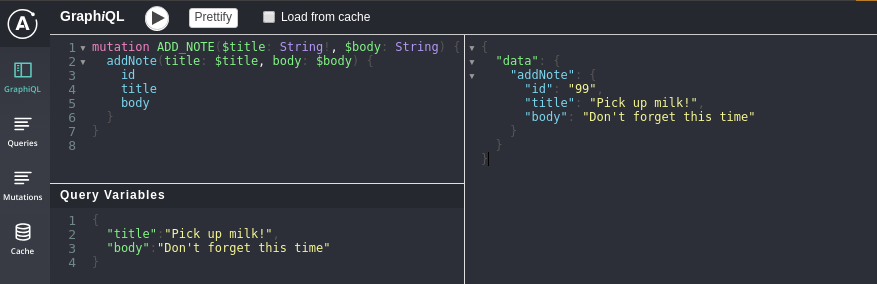 GraphiQL Prettify Load from cache
GraphiQL
Queries
Mutations
Cache
1 mutation ADD_NOTE($title: String!, $body: String) {
2   addNote(title: $title, body: $body) {
3     id
4     title
5     body
6   }
7 }
8
Query Variables
1 {
2   "title":"Pick up milk!",
3   "body":"Don't forget this time"
4 }
{
  "data": {
    "addNote": {
      "id": "99",
      "title": "Pick up milk!",
      "body": "Don't forget this time"
    }
  }
}